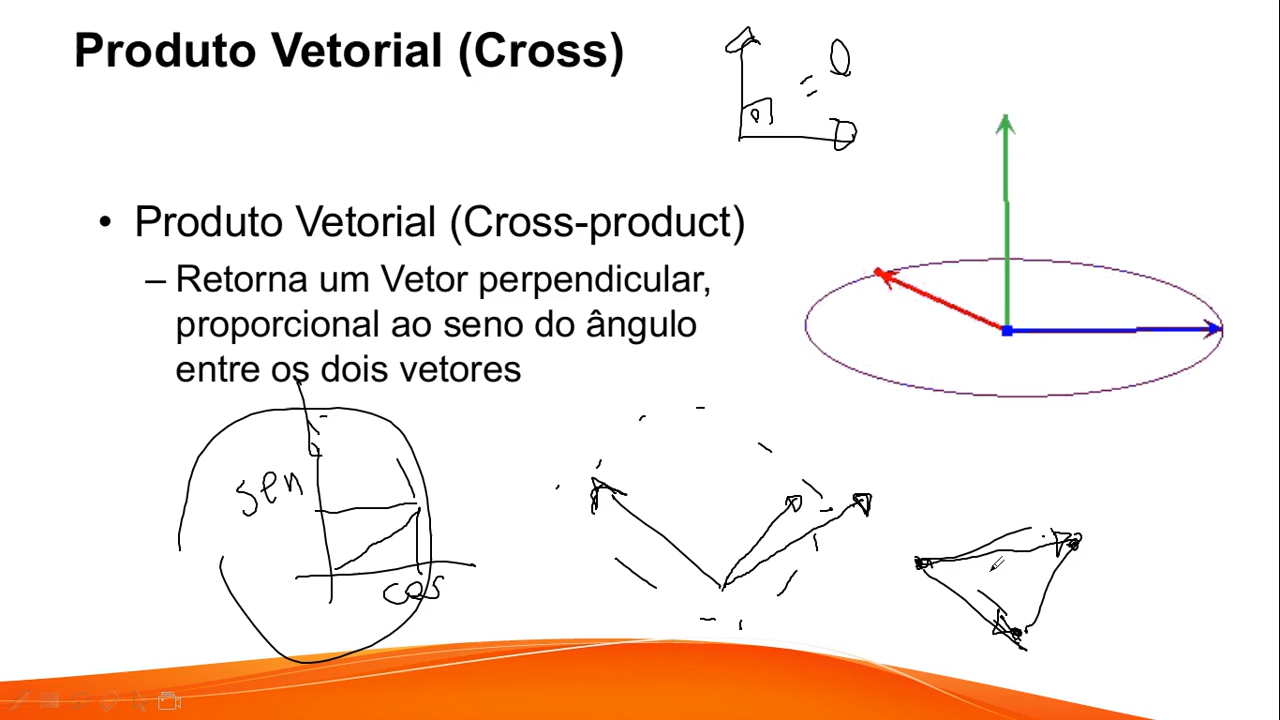 Produto Vetorial (Cross)
= 0
• Produto Vetorial (Cross-product)
– Retorna um Vetor perpendicular,
proporcional ao seno do ângulo
entre os dois vetores
sen
cos